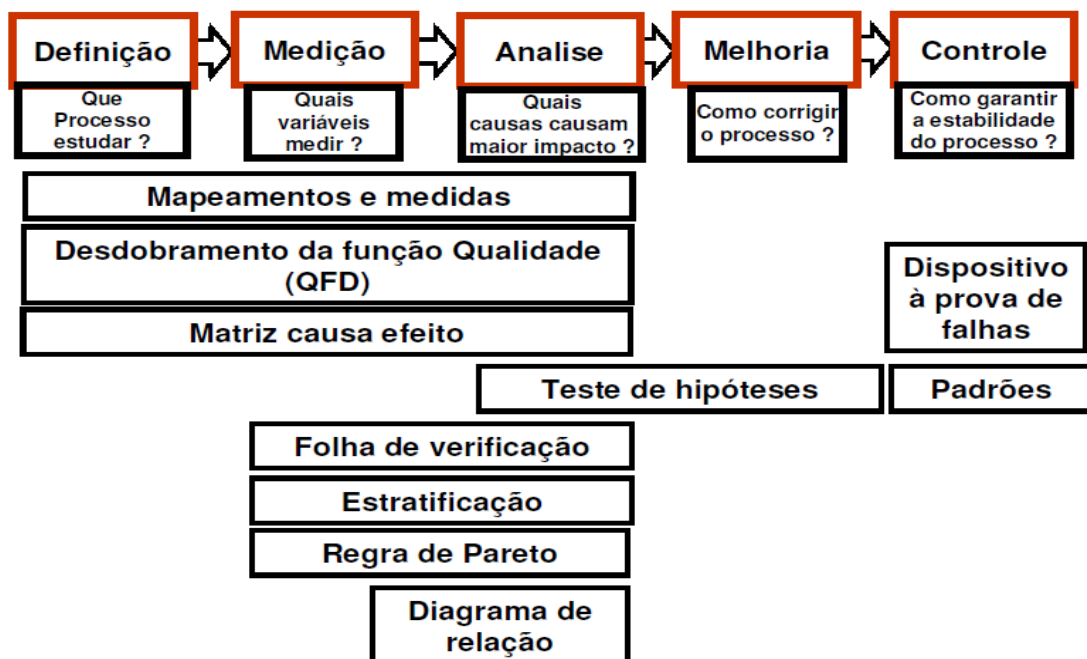 Definição
Medição
Analise
Melhoria
Controle
Que
Processo
estudar ?
Quais
variáveis
medir ?
Quais
causas causam
maior impacto ?
Como corrigir
o processo ?
Como garantir
a estabilidade
do processo ?
Mapeamentos e medidas
Desdobramento da função Qualidade
(QFD)
Matriz causa efeito
Dispositivo
à prova de
falhas
Teste de hipóteses
Padrões
Folha de verificação
Estratificação
Regra de Pareto
Diagrama de
relação